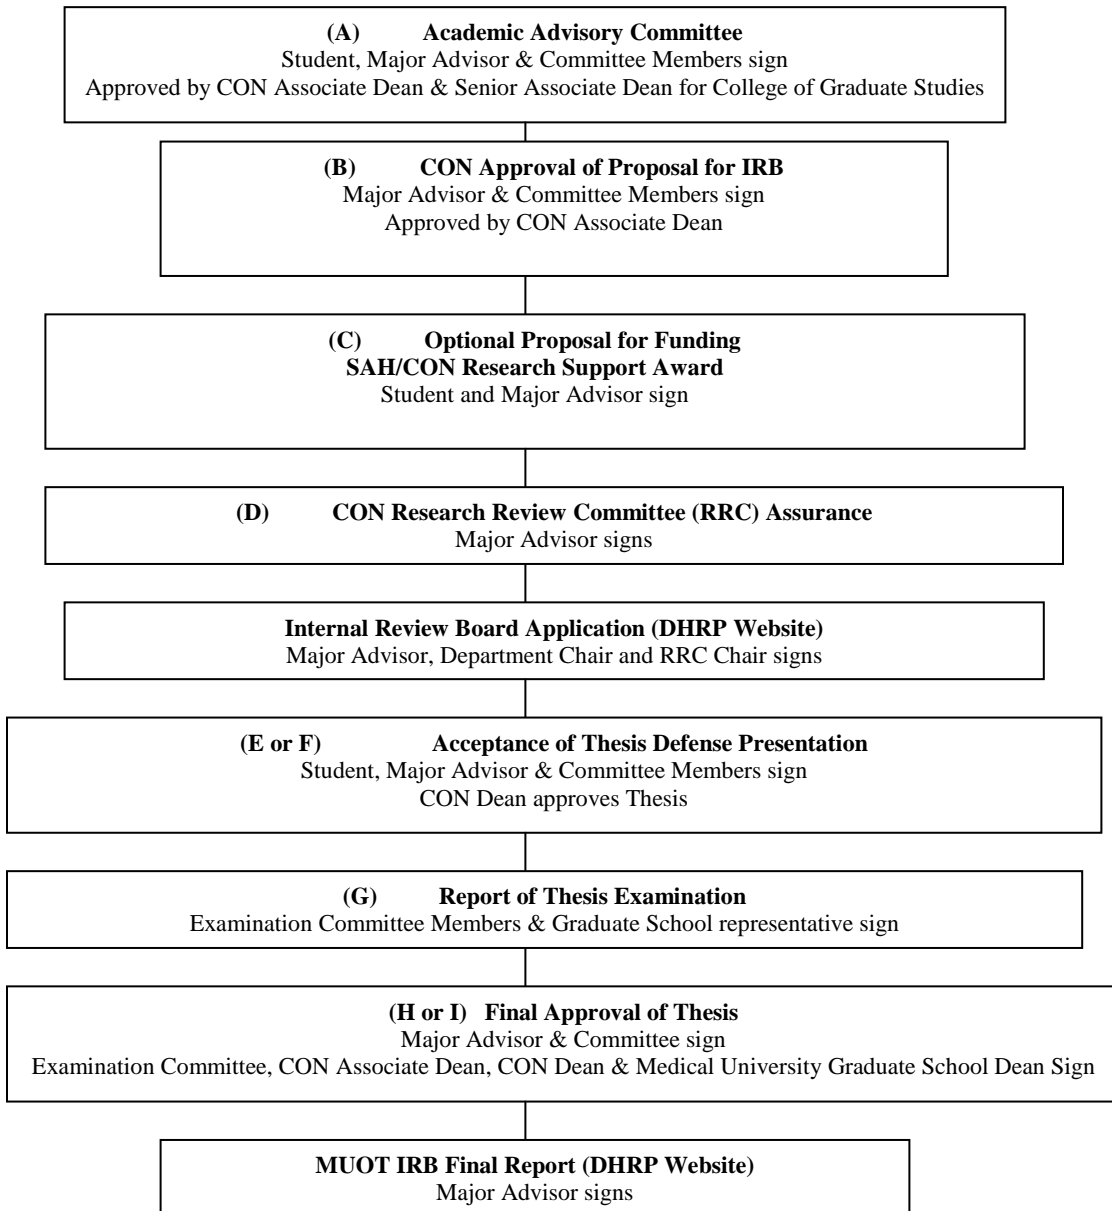 (A) Academic Advisory Committee
Student, Major Advisor & Committee Members sign
Approved by CON Associate Dean & Senior Associate Dean for College of Graduate Studies
(B) CON Approval of Proposal for IRB
Major Advisor & Committee Members sign
Approved by CON Associate Dean
(C) Optional Proposal for Funding
SAH/CON Research Support Award
Student and Major Advisor sign
(D) CON Research Review Committee (RRC) Assurance
Major Advisor signs
Internal Review Board Application (DHRP Website)
Major Advisor, Department Chair and RRC Chair signs
(E or F) Acceptance of Thesis Defense Presentation
Student, Major Advisor & Committee Members sign
CON Dean approves Thesis
(G) Report of Thesis Examination
Examination Committee Members & Graduate School representative sign
(H or I) Final Approval of Thesis
Major Advisor & Committee sign
Examination Committee, CON Associate Dean, CON Dean & Medical University Graduate School Dean Sign
MUOT IRB Final Report (DHRP Website)
Major Advisor signs